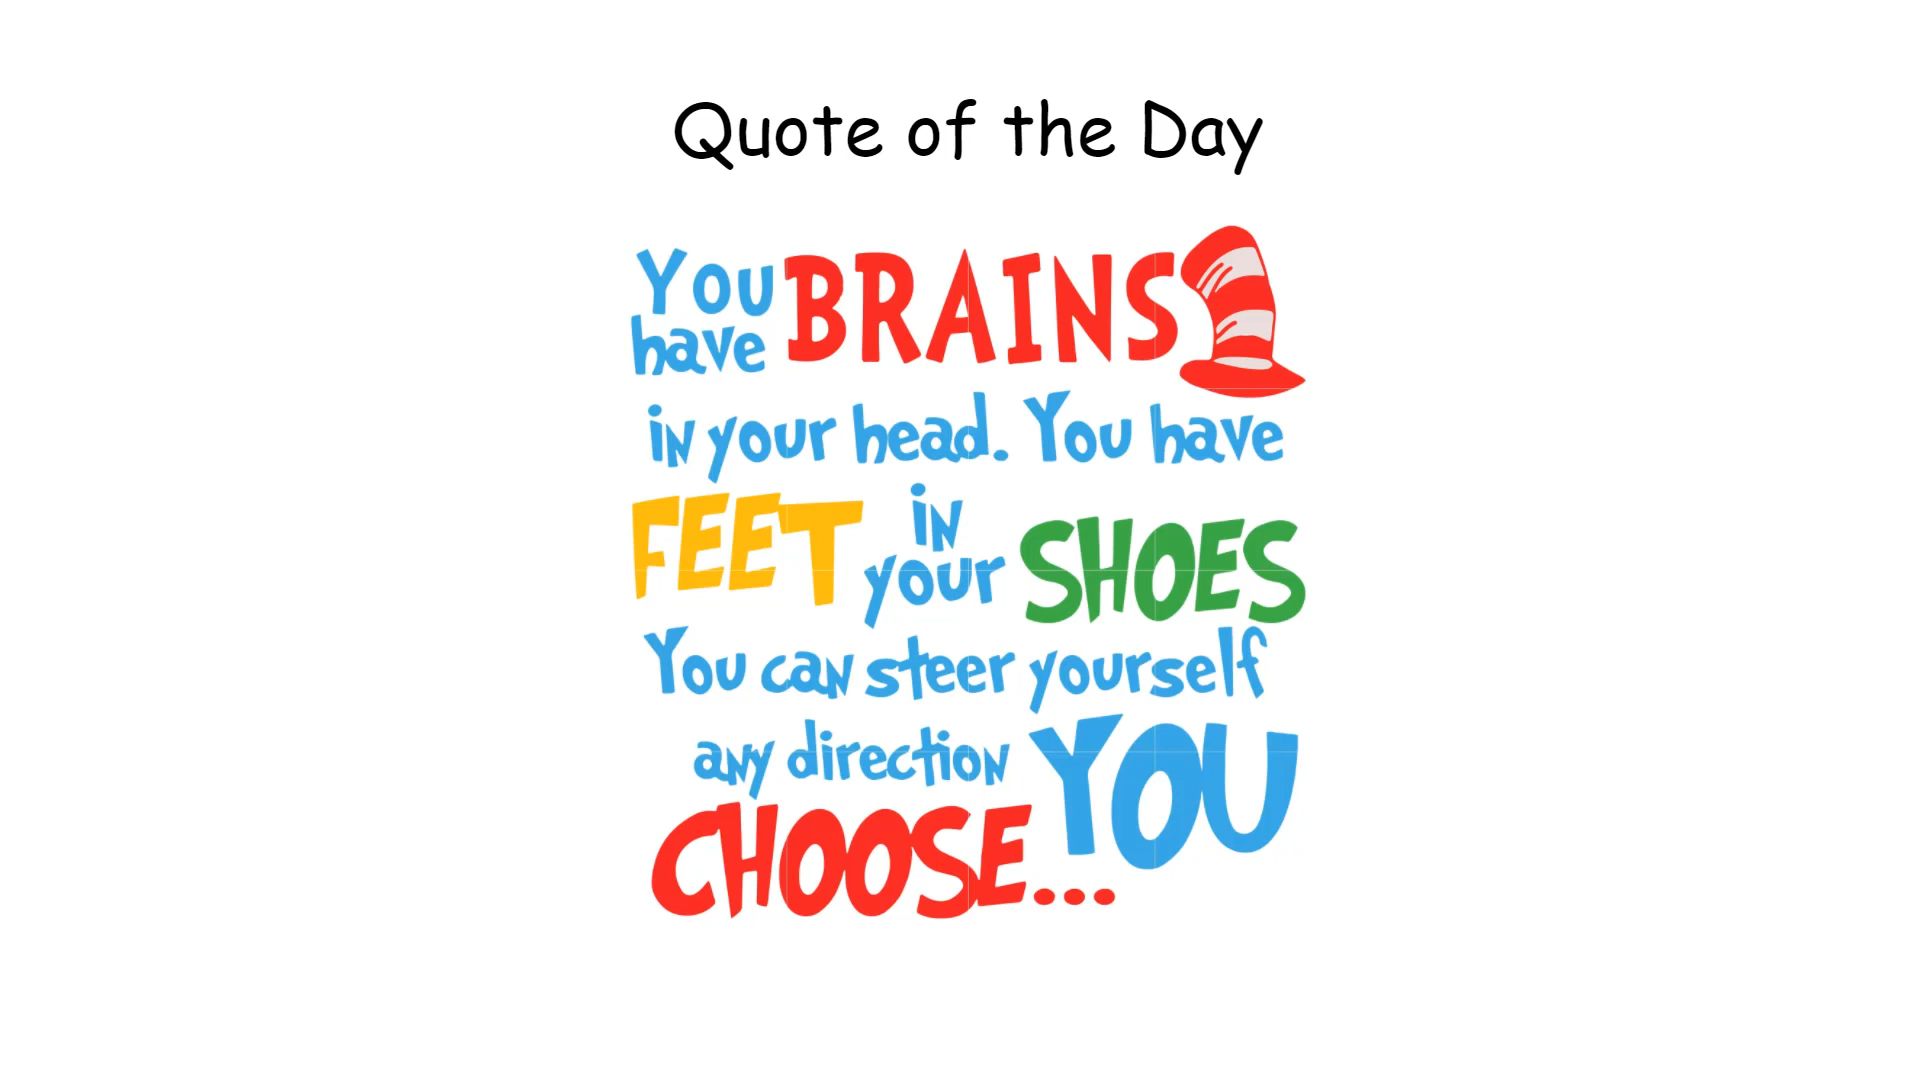 Quote of the Day
You have BRAINS
in your head. You have
FEET in your SHOES
You can steer yourself
any direction YOU
CHOOSE...